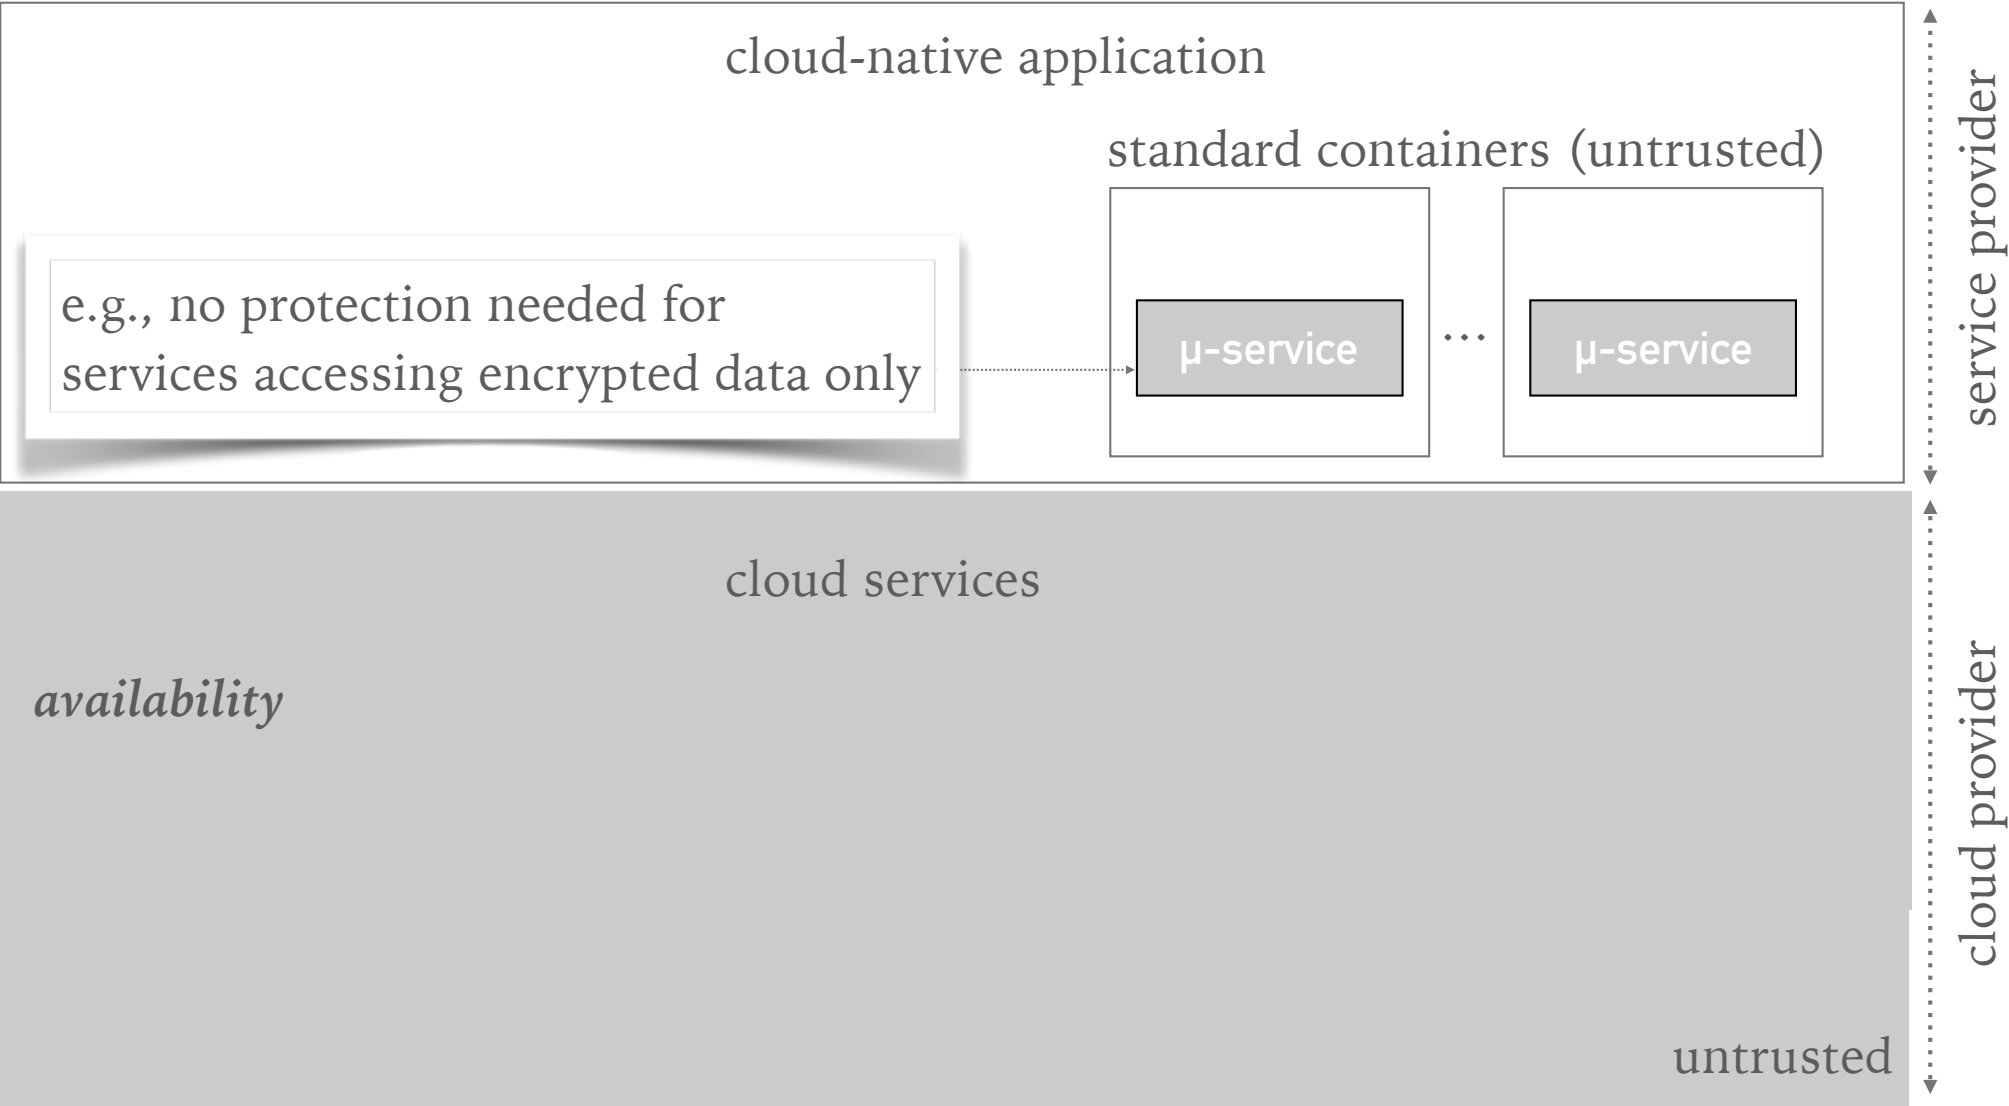 cloud-native application
standard containers (untrusted)
e.g., no protection needed for
services accessing encrypted data only
μ-service
...
μ-service
service provider
cloud services
availability
cloud provider
untrusted